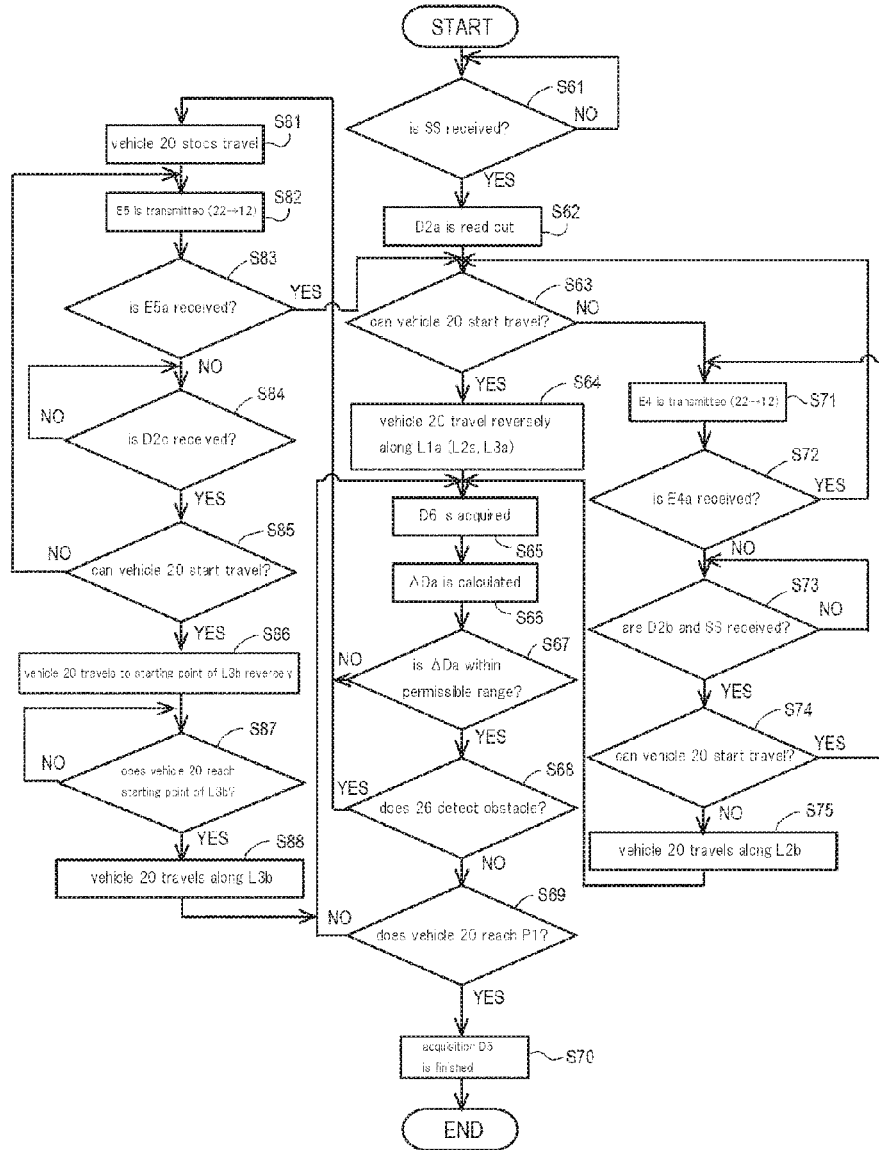 START
S61
is SS received?
NO
YES
D2a is read out
S62
S63
can vehicle 20 start travel?
NO
YES
S64
vehicle 20 travel reversely
along L1a (L2a, L3a)
D6 is acquired
S65
ΔDa is calculated
S66
S67
is ΔDa within
permissible range?
NO
YES
S68
does 26 detect obstacle?
YES
NO
S69
does vehicle 20 reach P1?
NO
YES
acquisition
is finished
S70
END
E4 is transmitted (22→12)
S71
S72
is E4a received?
YES
NO
S73
are D2b and SS received?
NO
YES
S74
can vehicle 20 start travel?
YES
NO
S75
vehicle 20 travels along L2b
S81
vehicle 20 stops travel
S82
E5 is transmitted (22→12)
S83
is E5a received?
YES
NO
S84
is D2c received?
NO
YES
S85
can vehicle 20 start travel?
NO
YES
S86
vehicle 20 travels to starting point of L3b reversely
S87
does vehicle 20 reach
starting point of L3b?
NO
YES
S88
vehicle 20 travels along L3b